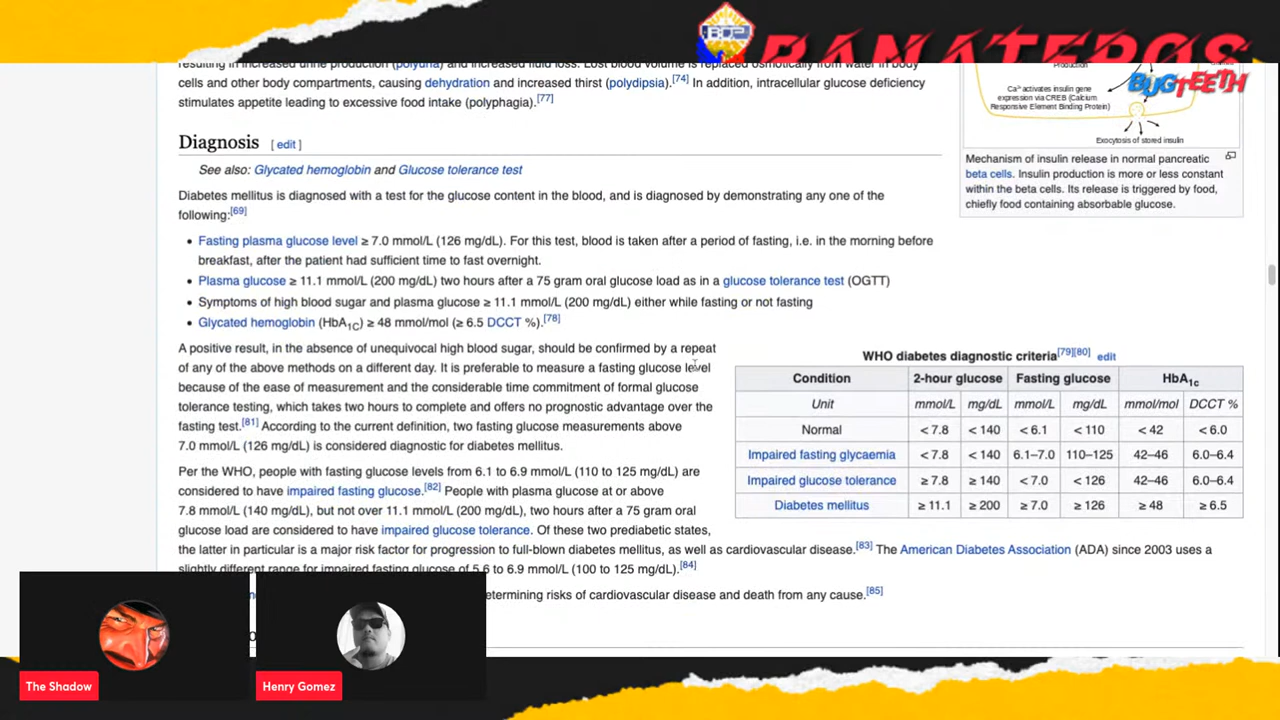 BANATEROS
BUGTEETH
resulting in increased urine production (polyuria) and increased fluid loss. Lost blood volume is replaced osmotically from water in body
cells and other body compartments, causing dehydration and increased thirst (polydipsia).[74] In addition, intracellular glucose deficiency
stimulates appetite leading to excessive food intake (polyphagia).[77]
Production
Ca²⁺ activates insulin gene
expression via CREB (Calcium
Responsive Element Binding Protein)
Exocytosis of stored insulin
Mechanism of insulin release in normal pancreatic
beta cells. Insulin production is more or less constant
within the beta cells. Its release is triggered by food,
chiefly food containing absorbable glucose.
Diagnosis [ edit ]
See also: Glycated hemoglobin and Glucose tolerance test
Diabetes mellitus is diagnosed with a test for the glucose content in the blood, and is diagnosed by demonstrating any one of the
following:[69]
• Fasting plasma glucose level ≥ 7.0 mmol/L (126 mg/dL). For this test, blood is taken after a period of fasting, i.e. in the morning before
breakfast, after the patient had sufficient time to fast overnight.
• Plasma glucose ≥ 11.1 mmol/L (200 mg/dL) two hours after a 75 gram oral glucose load as in a glucose tolerance test (OGTT)
• Symptoms of high blood sugar and plasma glucose ≥ 11.1 mmol/L (200 mg/dL) either while fasting or not fasting
• Glycated hemoglobin (HbA1C) ≥ 48 mmol/mol (≥ 6.5 DCCT %).[78]
A positive result, in the absence of unequivocal high blood sugar, should be confirmed by a repeat
of any of the above methods on a different day. It is preferable to measure a fasting glucose level
because of the ease of measurement and the considerable time commitment of formal glucose
tolerance testing, which takes two hours to complete and offers no prognostic advantage over the
fasting test.[81] According to the current definition, two fasting glucose measurements above
7.0 mmol/L (126 mg/dL) is considered diagnostic for diabetes mellitus.
WHO diabetes diagnostic criteria[79][80] edit
Condition 2-hour glucose Fasting glucose HbA1c
Unit mmol/L mg/dL mmol/L mg/dL mmol/mol DCCT %
Normal < 7.8 < 140 < 6.1 < 110 < 42 < 6.0
Impaired fasting glycaemia < 7.8 < 140 6.1–7.0 110–125 42–46 6.0–6.4
Impaired glucose tolerance ≥ 7.8 ≥ 140 < 7.0 < 126 42–46 6.0–6.4
Diabetes mellitus ≥ 11.1 ≥ 200 ≥ 7.0 ≥ 126 ≥ 48 ≥ 6.5
Per the WHO, people with fasting glucose levels from 6.1 to 6.9 mmol/L (110 to 125 mg/dL) are
considered to have impaired fasting glucose.[82] People with plasma glucose at or above
7.8 mmol/L (140 mg/dL), but not over 11.1 mmol/L (200 mg/dL), two hours after a 75 gram oral
glucose load are considered to have impaired glucose tolerance. Of these two prediabetic states,
the latter in particular is a major risk factor for progression to full-blown diabetes mellitus, as well as cardiovascular disease.[83] The American Diabetes Association (ADA) since 2003 uses a
slightly different range for impaired fasting glucose of 5.6 to 6.9 mmol/L (100 to 125 mg/dL).[84]
determining risks of cardiovascular disease and death from any cause.[85]
The Shadow
Henry Gomez